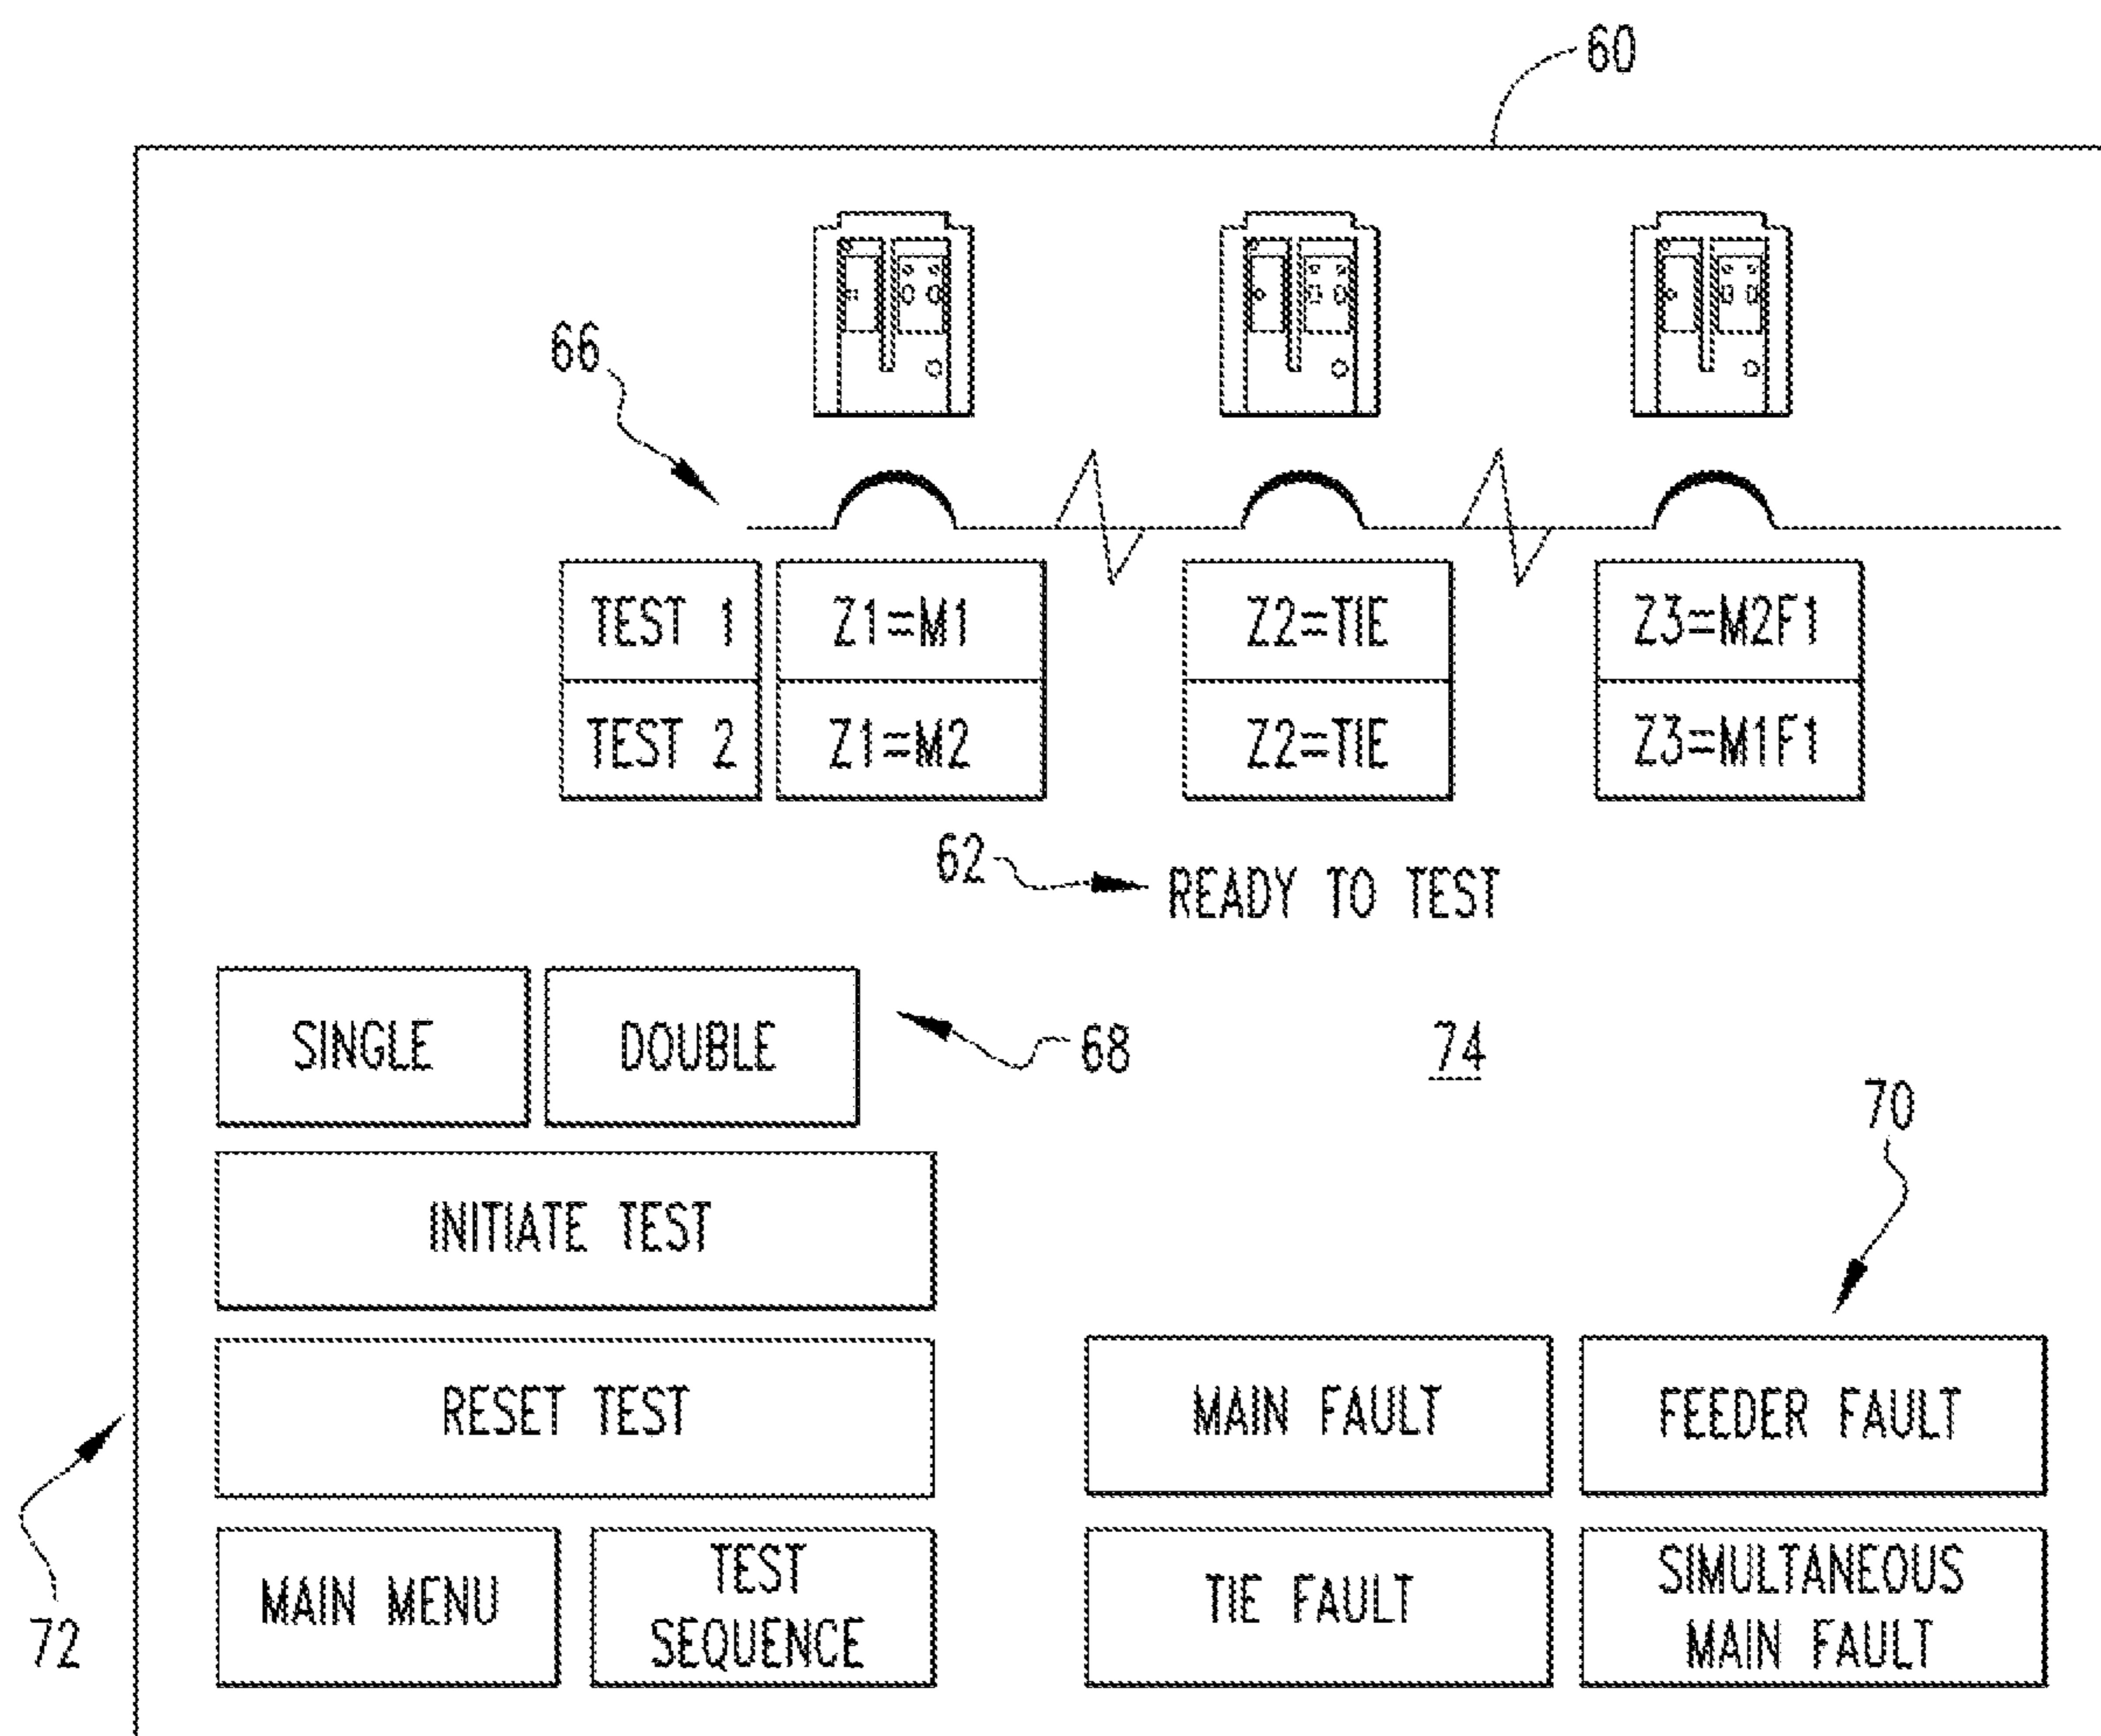 60
66
TEST 1 Z1=M1 Z2=TIE Z3=M2F1
TEST 2 Z1=M2 Z2=TIE Z3=M1F1
62 READY TO TEST
SINGLE DOUBLE 68 74
70
INITIATE TEST
RESET TEST MAIN FAULT FEEDER FAULT
MAIN MENU
TEST
SEQUENCE
TIE FAULT
SIMULTANEOUS
MAIN FAULT
72